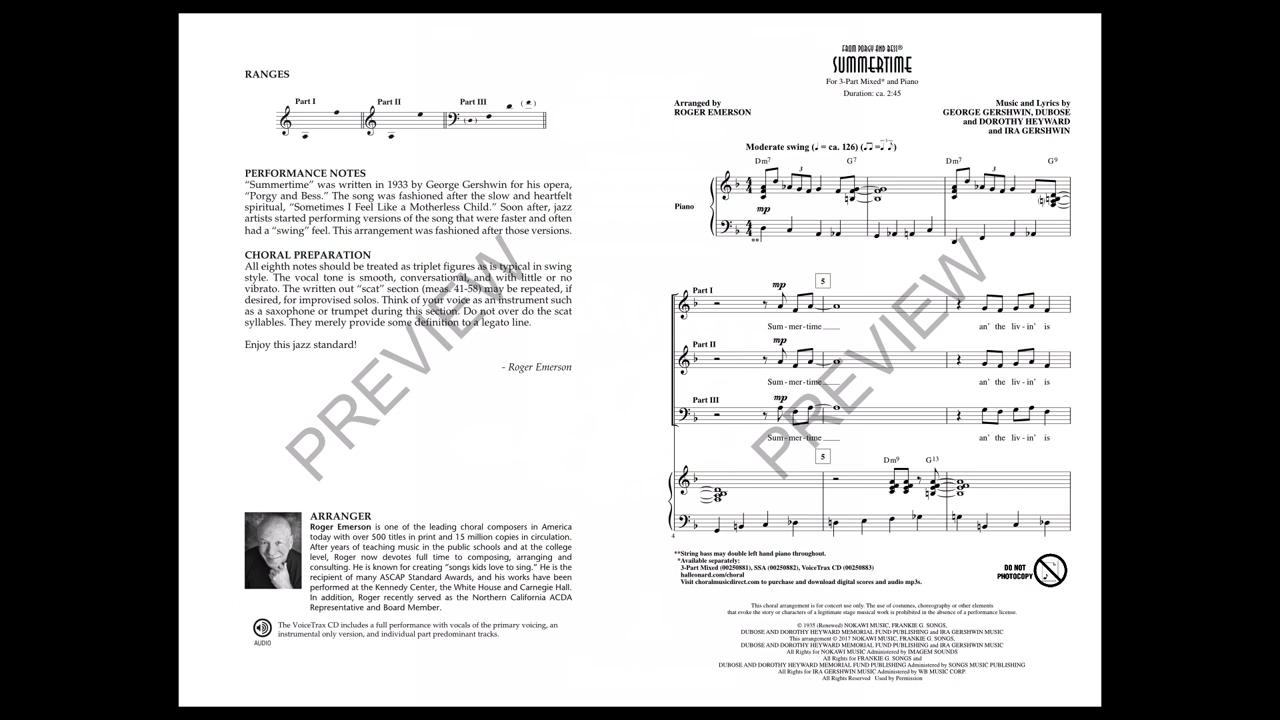 RANGES
Part I
Part II
Part III
PERFORMANCE NOTES
“Summertime” was written in 1933 by George Gershwin for his opera,
“Porgy and Bess.” The song was fashioned after the slow and heartfelt
spiritual, “Sometimes I Feel Like a Motherless Child.” Soon after, jazz
artists started performing versions of the song that were faster and often
had a “swing” feel. This arrangement was fashioned after those versions.
CHORAL PREPARATION
All eighth notes should be treated as triplet figures as is typical in swing
style. The vocal tone is smooth, conversational, and with little or no
vibrato. The written out “scat” section (meas. 41-58) may be repeated, if
desired, for improvised solos. Think of your voice as an instrument such
as a saxophone or trumpet during this section. Do not over do the scat
syllables. They merely provide some definition to a legato line.
Enjoy this jazz standard!
- Roger Emerson
PREVIEW
ARRANGER
Roger Emerson is one of the leading choral composers in America
today with over 500 titles in print and 15 million copies in circulation.
After years of teaching music in the public schools and at the college
level, Roger now devotes full time to composing, arranging and
consulting. He is known for creating “songs kids love to sing.” He is the
recipient of many ASCAP Standard Awards, and his works have been
performed at the Kennedy Center, the White House and Carnegie Hall.
In addition, Roger recently served as the Northern California ACDA
Representative and Board Member.
AUDIO
The VoiceTrax CD includes a full performance with vocals of the primary voicing, an
instrumental only version, and individual part predominant tracks.
FROM PORGY AND BESS®
SUMMERTIME
For 3-Part Mixed* and Piano
Duration: ca. 2:45
Arranged by
ROGER EMERSON
Music and Lyrics by
GEORGE GERSHWIN, DUBOSE
and DOROTHY HEYWARD
and IRA GERSHWIN
Moderate swing (♩ = ca. 126)
Dm7 G7 Dm7 G9
3 3
Piano
mp
**
5
Part I
mp
Sum - mer - time an' the liv - in' is
Part II
mp
Sum - mer - time an' the liv - in' is
Part III
mp
Sum - mer - time an' the liv - in' is
5
Dm9 G13
4
PREVIEW
**String bass may double left hand piano throughout.
*Available separately:
3-Part Mixed (00250881), SSA (00250882), VoiceTrax CD (00250883)
halleonard.com/choral
Visit choralmusicdirect.com to purchase and download digital scores and audio mp3s.
DO NOT
PHOTOCOPY
This choral arrangement is for concert use only. The use of costumes, choreography or other elements
that evoke the story or characters of a legitimate stage musical work is prohibited in the absence of a performance license.
© 1935 (Renewed) NOKAWI MUSIC, FRANKIE G. SONGS,
DUBOSE AND DOROTHY HEYWARD MEMORIAL FUND PUBLISHING and IRA GERSHWIN MUSIC
This arrangement © 2017 NOKAWI MUSIC, FRANKIE G. SONGS,
DUBOSE AND DOROTHY HEYWARD MEMORIAL FUND PUBLISHING and IRA GERSHWIN MUSIC
All Rights for NOKAWI MUSIC Administered by IMAGEM SOUNDS
All Rights for FRANKIE G. SONGS and
DUBOSE AND DOROTHY HEYWARD MEMORIAL FUND PUBLISHING Administered by SONGS MUSIC PUBLISHING
All Rights for IRA GERSHWIN MUSIC Administered by WB MUSIC CORP.
All Rights Reserved Used by Permission